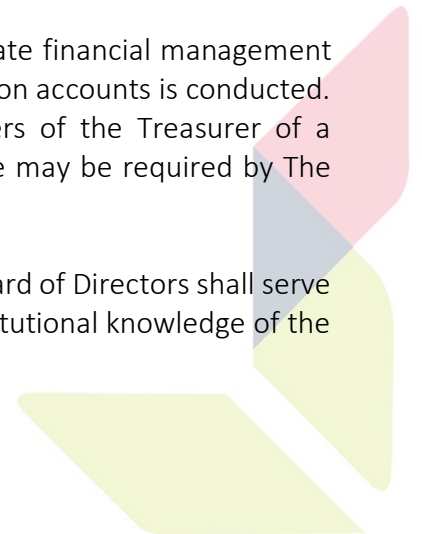 ate financial management
on accounts is conducted.
ers of the Treasurer of a
e may be required by The
ard of Directors shall serve
tutional knowledge of the